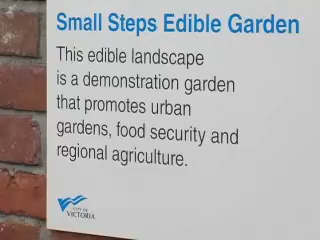 Small Steps Edible Garden
This edible landscape
is a demonstration garden
that promotes urban
gardens, food security and
regional agriculture.
CITY OF
VICTORIA